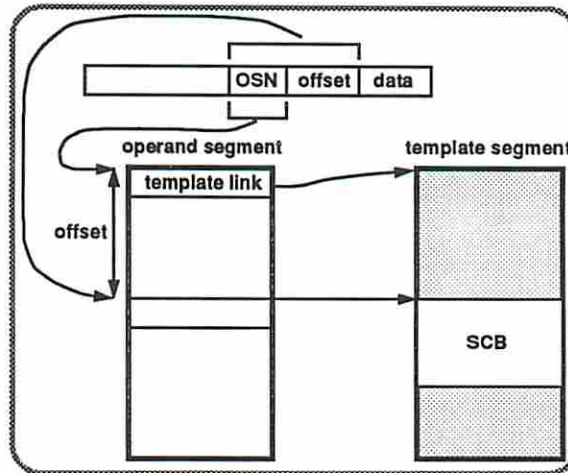 OSN offset data
operand segment template segment
template link
offset
SCB